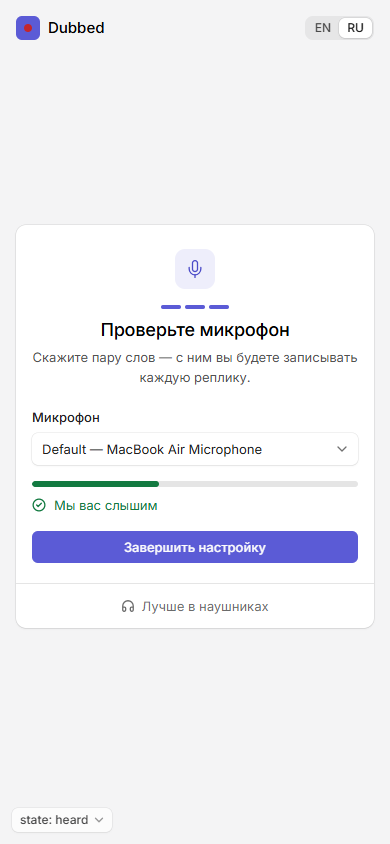 Dubbed
EN RU
Проверьте микрофон
Скажите пару слов — с ним вы будете записывать
каждую реплику.
Микрофон
Default — MacBook Air Microphone
Мы вас слышим
Завершить настройку
Лучше в наушниках
state: heard